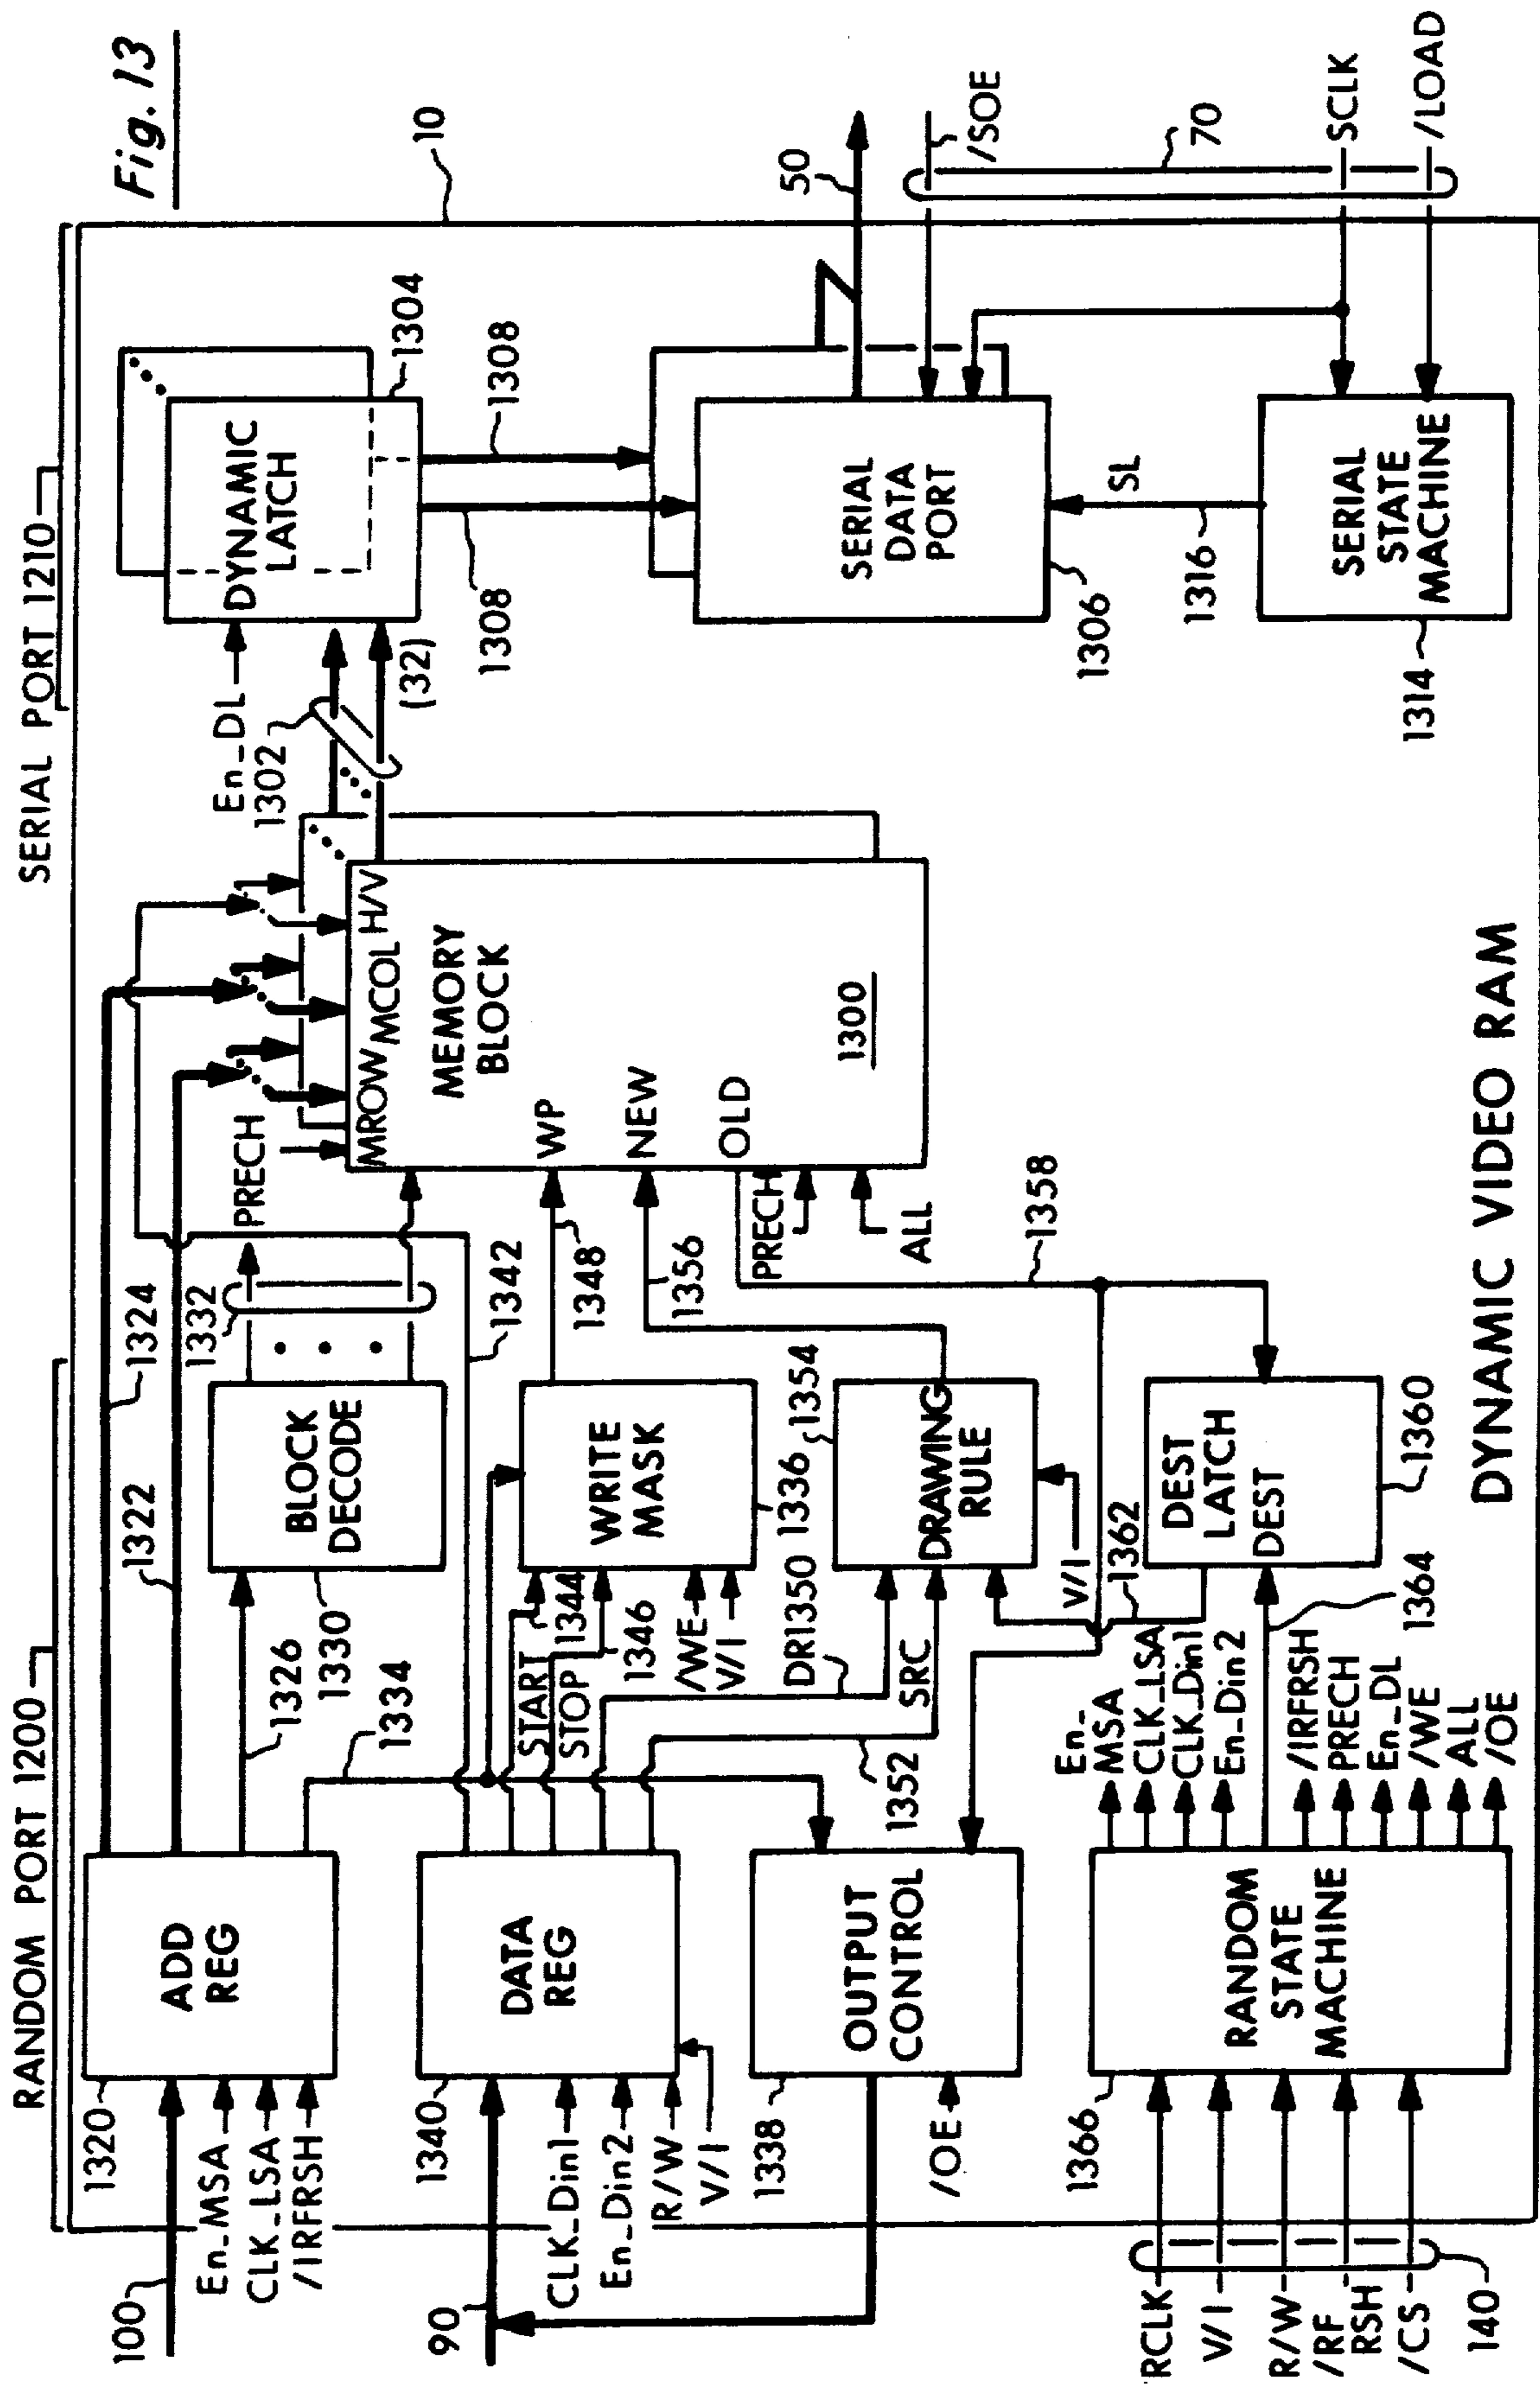 Fig. 13
RANDOM PORT 1200
SERIAL PORT 1210
10
100
En_MSA
CLK_LSA
/IRFRSH
1320
ADD
REG
1322
1324
1326
1334
1330
BLOCK
DECODE
1332
PRECH
1342
90
CLK_Din1
En_Din2
R/W
V/I
1340
DATA
REG
START
1344
STOP
1346
/WE
V/I
WRITE
MASK
1336
1348
DR1350
SRC
1352
DRAWING
RULE
1354
V/I
1356
1338
OUTPUT
CONTROL
/OE
1358
1362
DEST
LATCH
DEST
1360
1364
RCLK
V/I
R/W
/RF
RSH
/CS
140
1366
RANDOM
STATE
MACHINE
En_
MSA
CLK_LSA
CLK_Din1
En_Din2
/IRFRSH
PRECH
En_DL
/WE
ALL
/OE
MROW
MCOL
H/V
MEMORY
BLOCK
1300
WP
NEW
OLD
PRECH
ALL
En_DL
1302
(32)
DYNAMIC
LATCH
1304
1308
1308
SERIAL
DATA
PORT
1306
50
/SOE
70
SCLK
/LOAD
SL
1316
SERIAL
STATE
MACHINE
1314
DYNAMIC VIDEO RAM